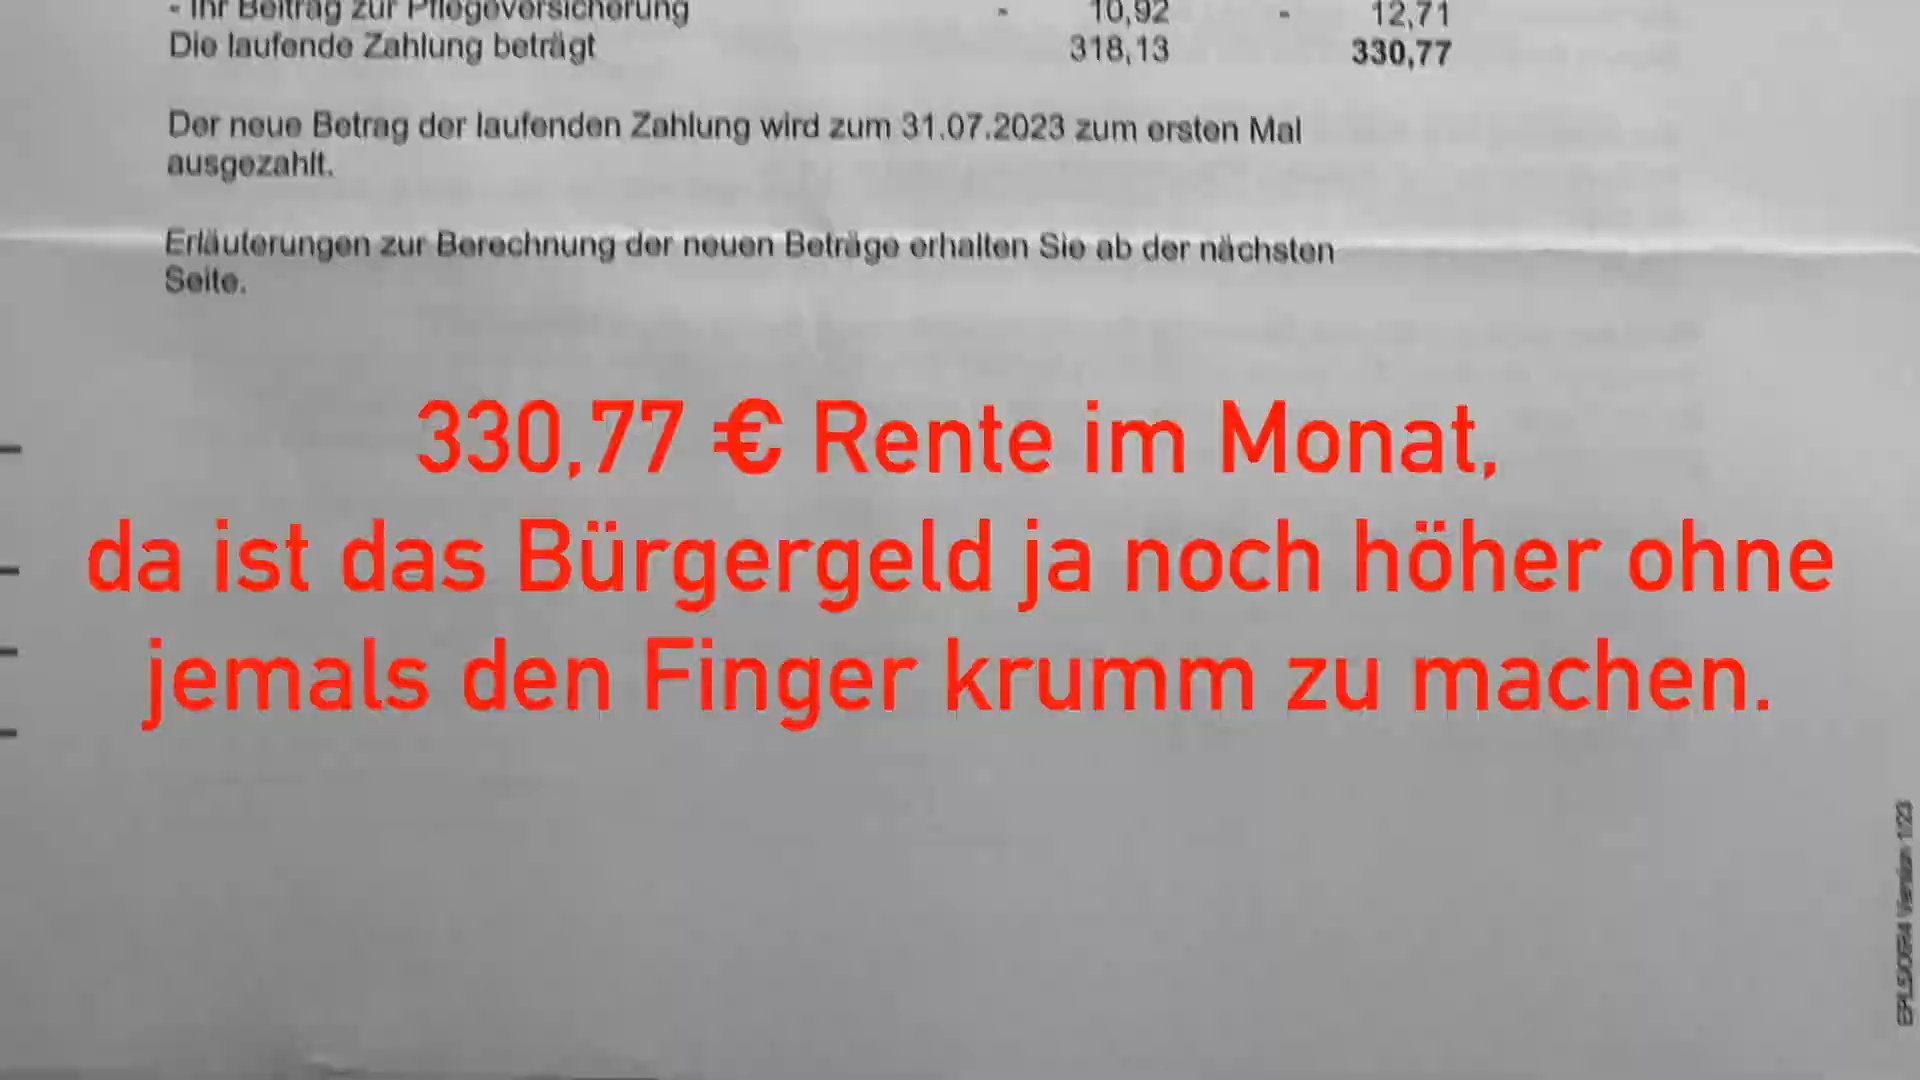 - Ihr Beitrag zur Pflegeversicherung - 10,92 - 12,71
Die laufende Zahlung beträgt 318,13 330,77
Der neue Betrag der laufenden Zahlung wird zum 31.07.2023 zum ersten Mal
ausgezahlt.
Erläuterungen zur Berechnung der neuen Beträge erhalten Sie ab der nächsten
Seite.
330,77 € Rente im Monat,
da ist das Bürgergeld ja noch höher ohne
jemals den Finger krumm zu machen.
Version 1/23